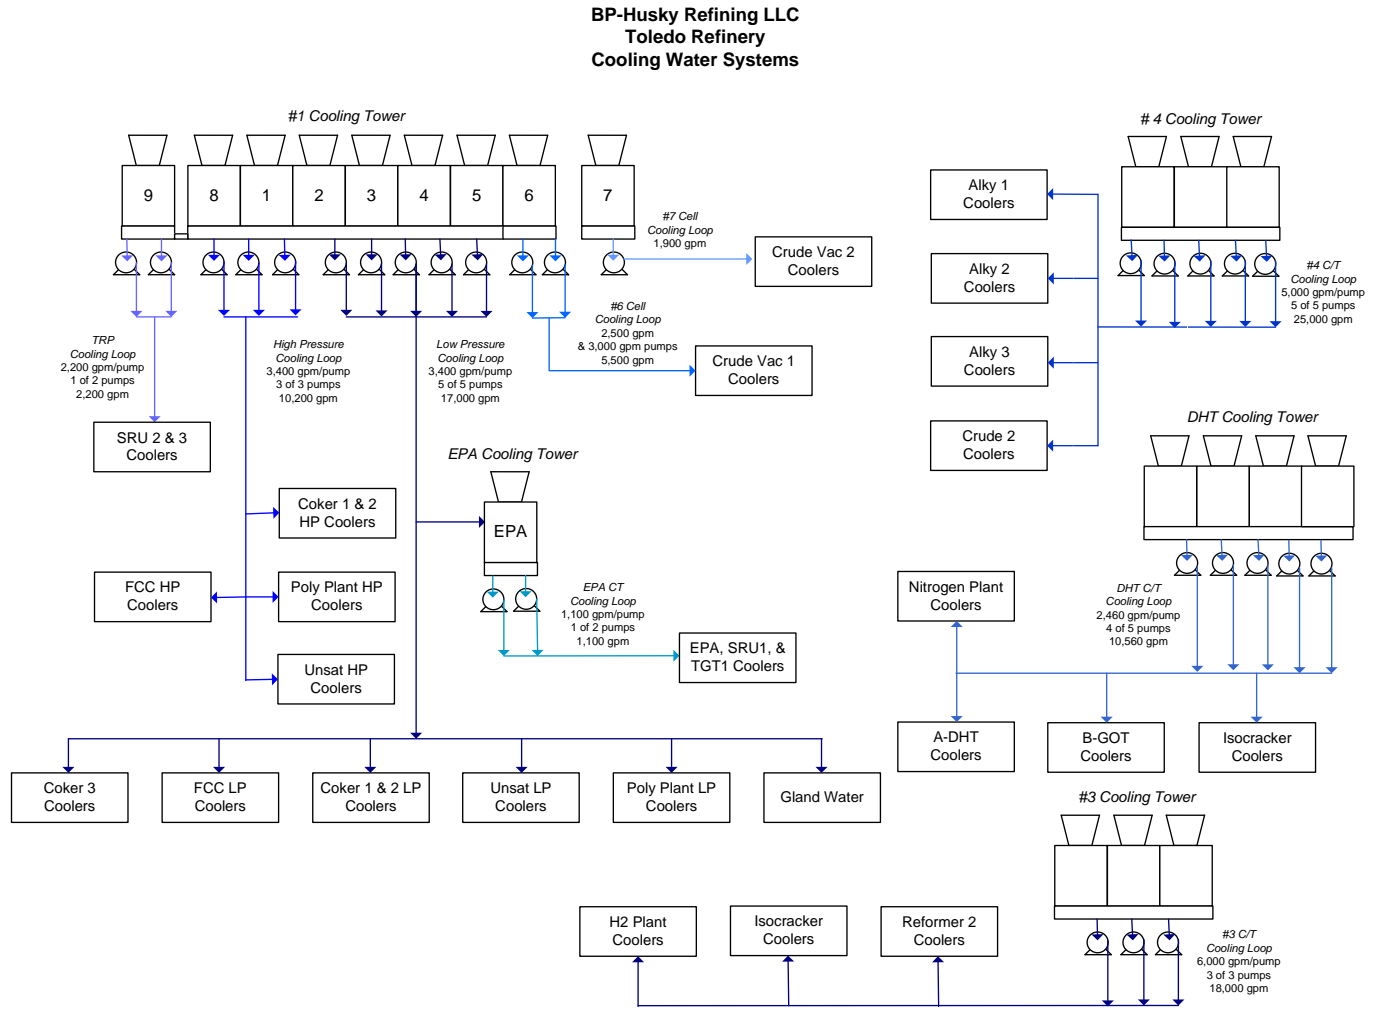 BP-Husky Refining LLC
Toledo Refinery
Cooling Water Systems
#1 Cooling Tower
9
8
1
2
3
4
5
6
7
#7 Cell
Cooling Loop
1,900 gpm
Crude Vac 2
Coolers
#6 Cell
Cooling Loop
2,500 gpm
& 3,000 gpm pumps
5,500 gpm
Crude Vac 1
Coolers
TRP
Cooling Loop
2,200 gpm/pump
1 of 2 pumps
2,200 gpm
High Pressure
Cooling Loop
3,400 gpm/pump
3 of 3 pumps
10,200 gpm
Low Pressure
Cooling Loop
3,400 gpm/pump
5 of 5 pumps
17,000 gpm
SRU 2 & 3
Coolers
EPA Cooling Tower
EPA
Coker 1 & 2
HP Coolers
FCC HP
Coolers
Poly Plant HP
Coolers
Unsat HP
Coolers
EPA CT
Cooling Loop
1,100 gpm/pump
1 of 2 pumps
1,100 gpm
EPA, SRU1, &
TGT1 Coolers
Coker 3
Coolers
FCC LP
Coolers
Coker 1 & 2 LP
Coolers
Unsat LP
Coolers
Poly Plant LP
Coolers
Gland Water
# 4 Cooling Tower
Alky 1
Coolers
Alky 2
Coolers
Alky 3
Coolers
Crude 2
Coolers
#4 C/T
Cooling Loop
5,000 gpm/pump
5 of 5 pumps
25,000 gpm
DHT Cooling Tower
Nitrogen Plant
Coolers
DHT C/T
Cooling Loop
2,460 gpm/pump
4 of 5 pumps
10,560 gpm
A-DHT
Coolers
B-GOT
Coolers
Isocracker
Coolers
#3 Cooling Tower
H2 Plant
Coolers
Isocracker
Coolers
Reformer 2
Coolers
#3 C/T
Cooling Loop
6,000 gpm/pump
3 of 3 pumps
18,000 gpm